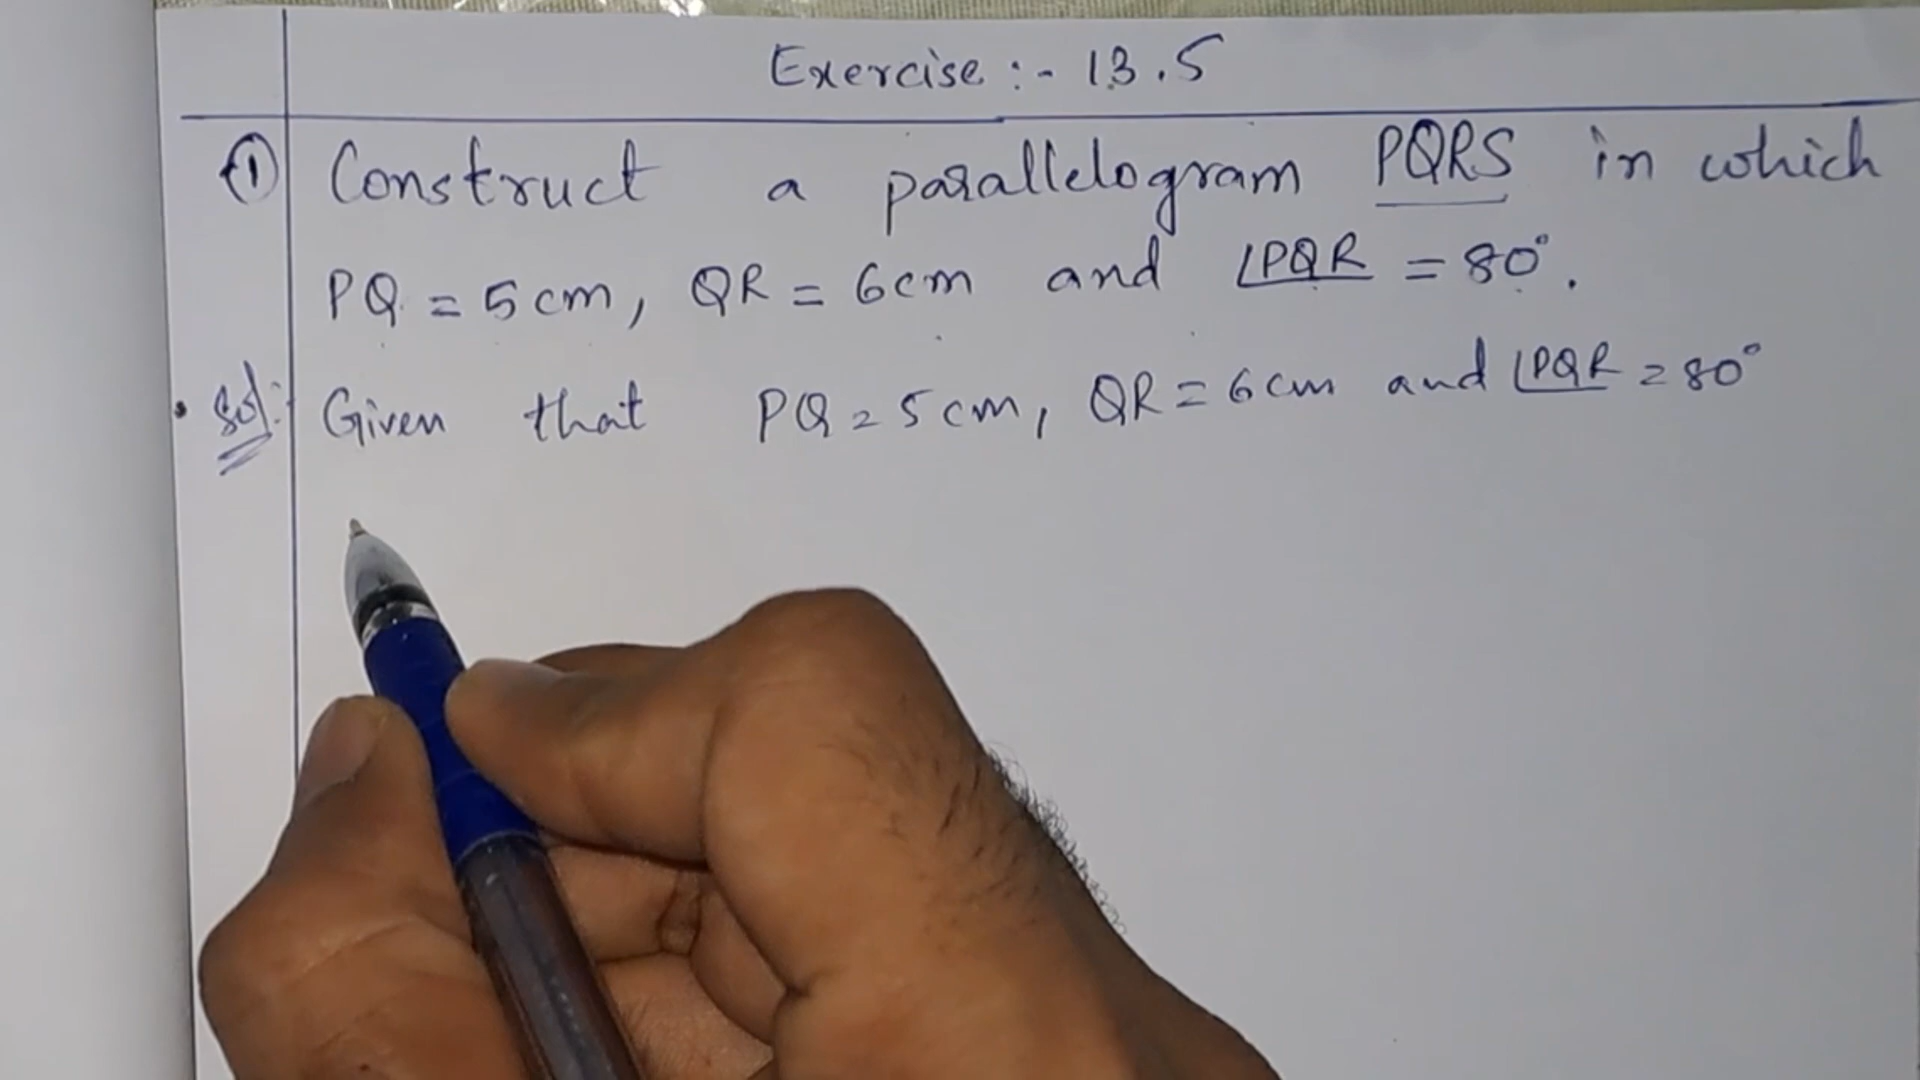 Exercise :- 13.5
① Construct a parallelogram PQRS in which
PQ = 5cm, QR = 6cm and ∠PQR = 80°.
Sol: Given that PQ = 5cm, QR = 6cm and ∠PQR = 80°